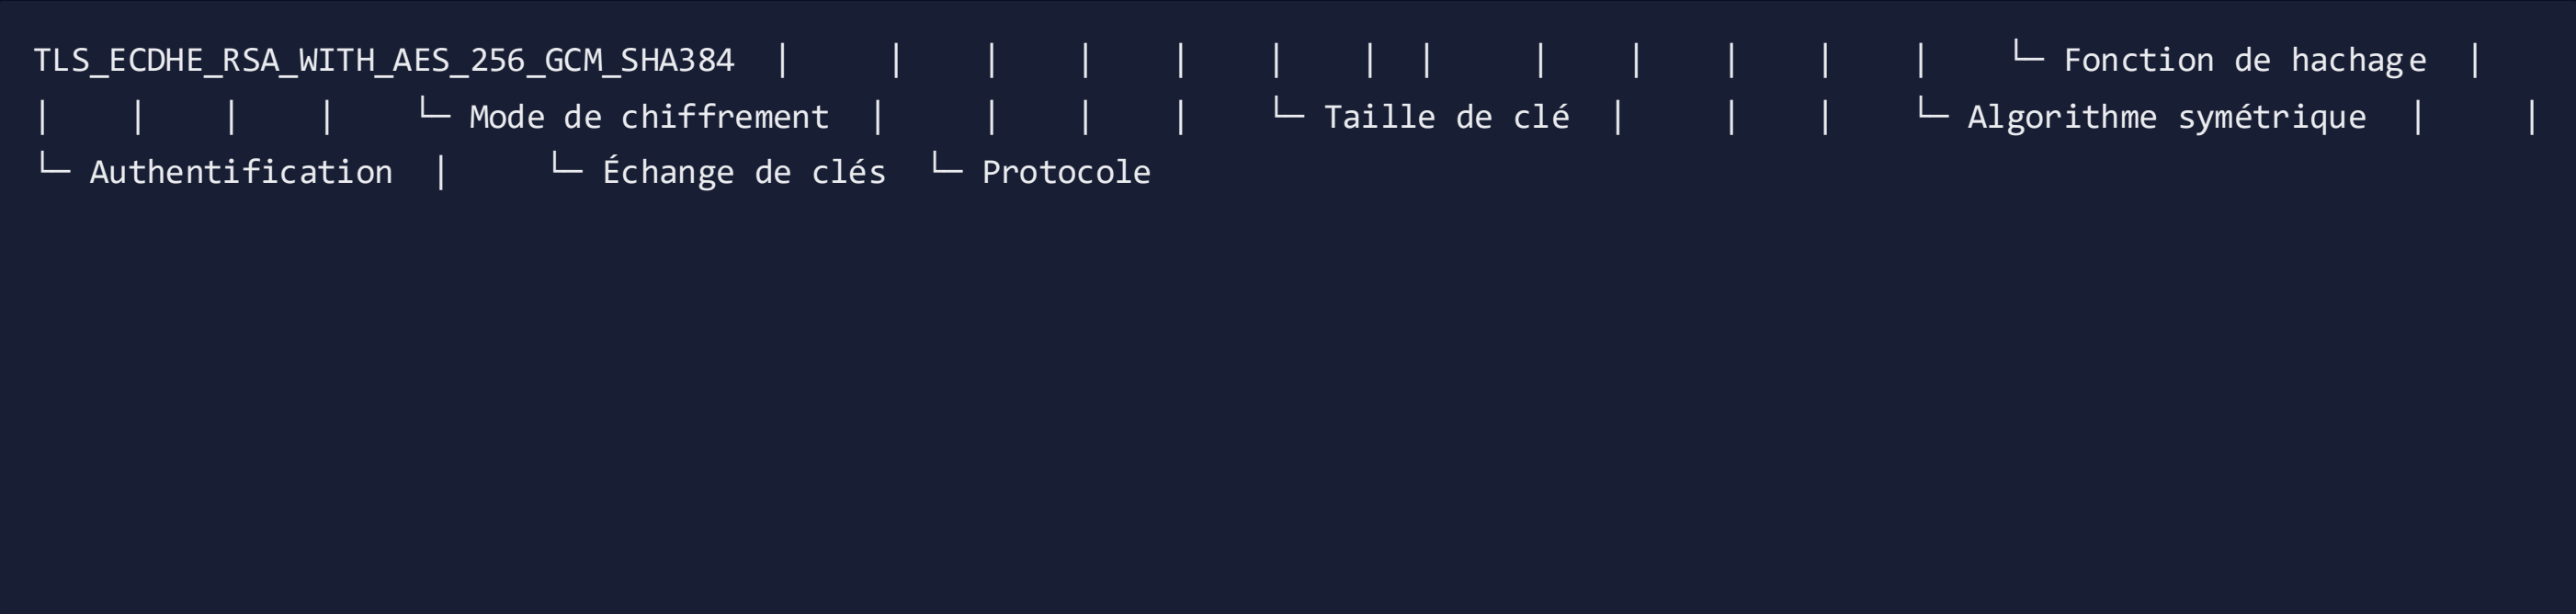 TLS_ECDHE_RSA_WITH_AES_256_GCM_SHA384 │ │ │ │ │ │ │ │ │ │ │ │ │ └─ Fonction de hachage │
│ │ │ │ └─ Mode de chiffrement │ │ │ │ └─ Taille de clé │ │ │ └─ Algorithme symétrique │ │
└─ Authentification │ └─ Échange de clés └─ Protocole